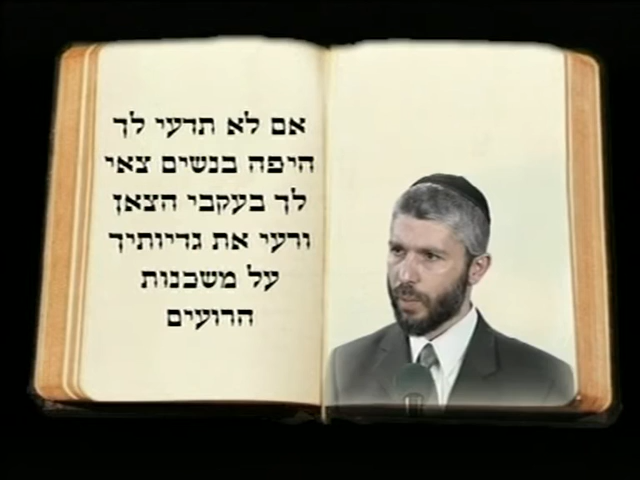 אם לא תדעי לך
היפה בנשים צאי
לך בעקבי הצאן
ורעי את גדיותיך
על משכנות
הרועים